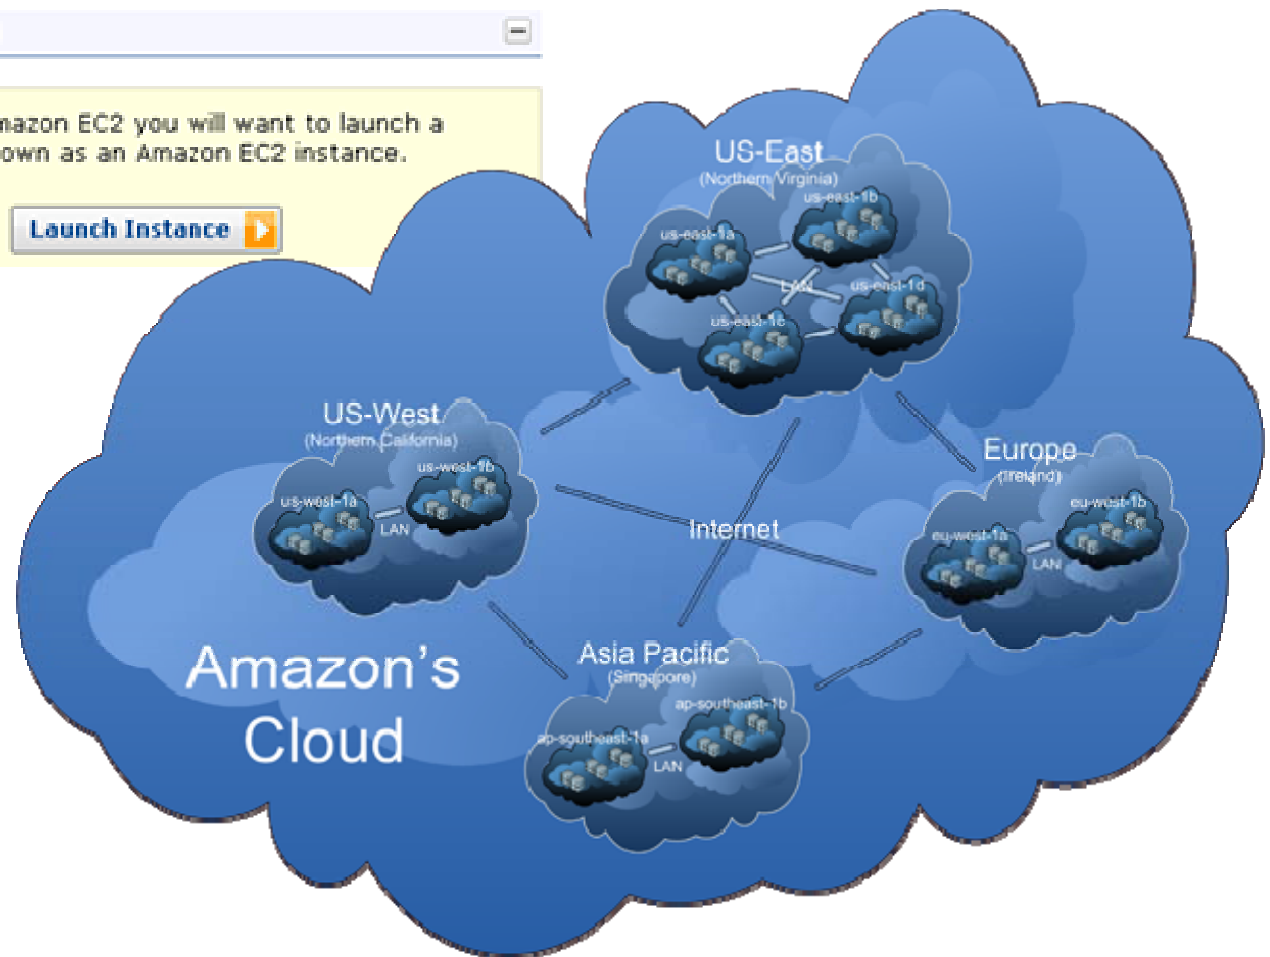 mazon EC2 you will want to launch a
own as an Amazon EC2 instance.
Launch Instance
US-East
(Northern Virginia)
us-east-1b
us-east-1a
LAN
us-east-1d
us-east-1c
US-West
(Northern California)
us-west-1b
us-west-1a
LAN
Europe
(Ireland)
eu-west-1b
eu-west-1a
LAN
Internet
Asia Pacific
(Singapore)
ap-southeast-1b
ap-southeast-1a
LAN
Amazon's
Cloud